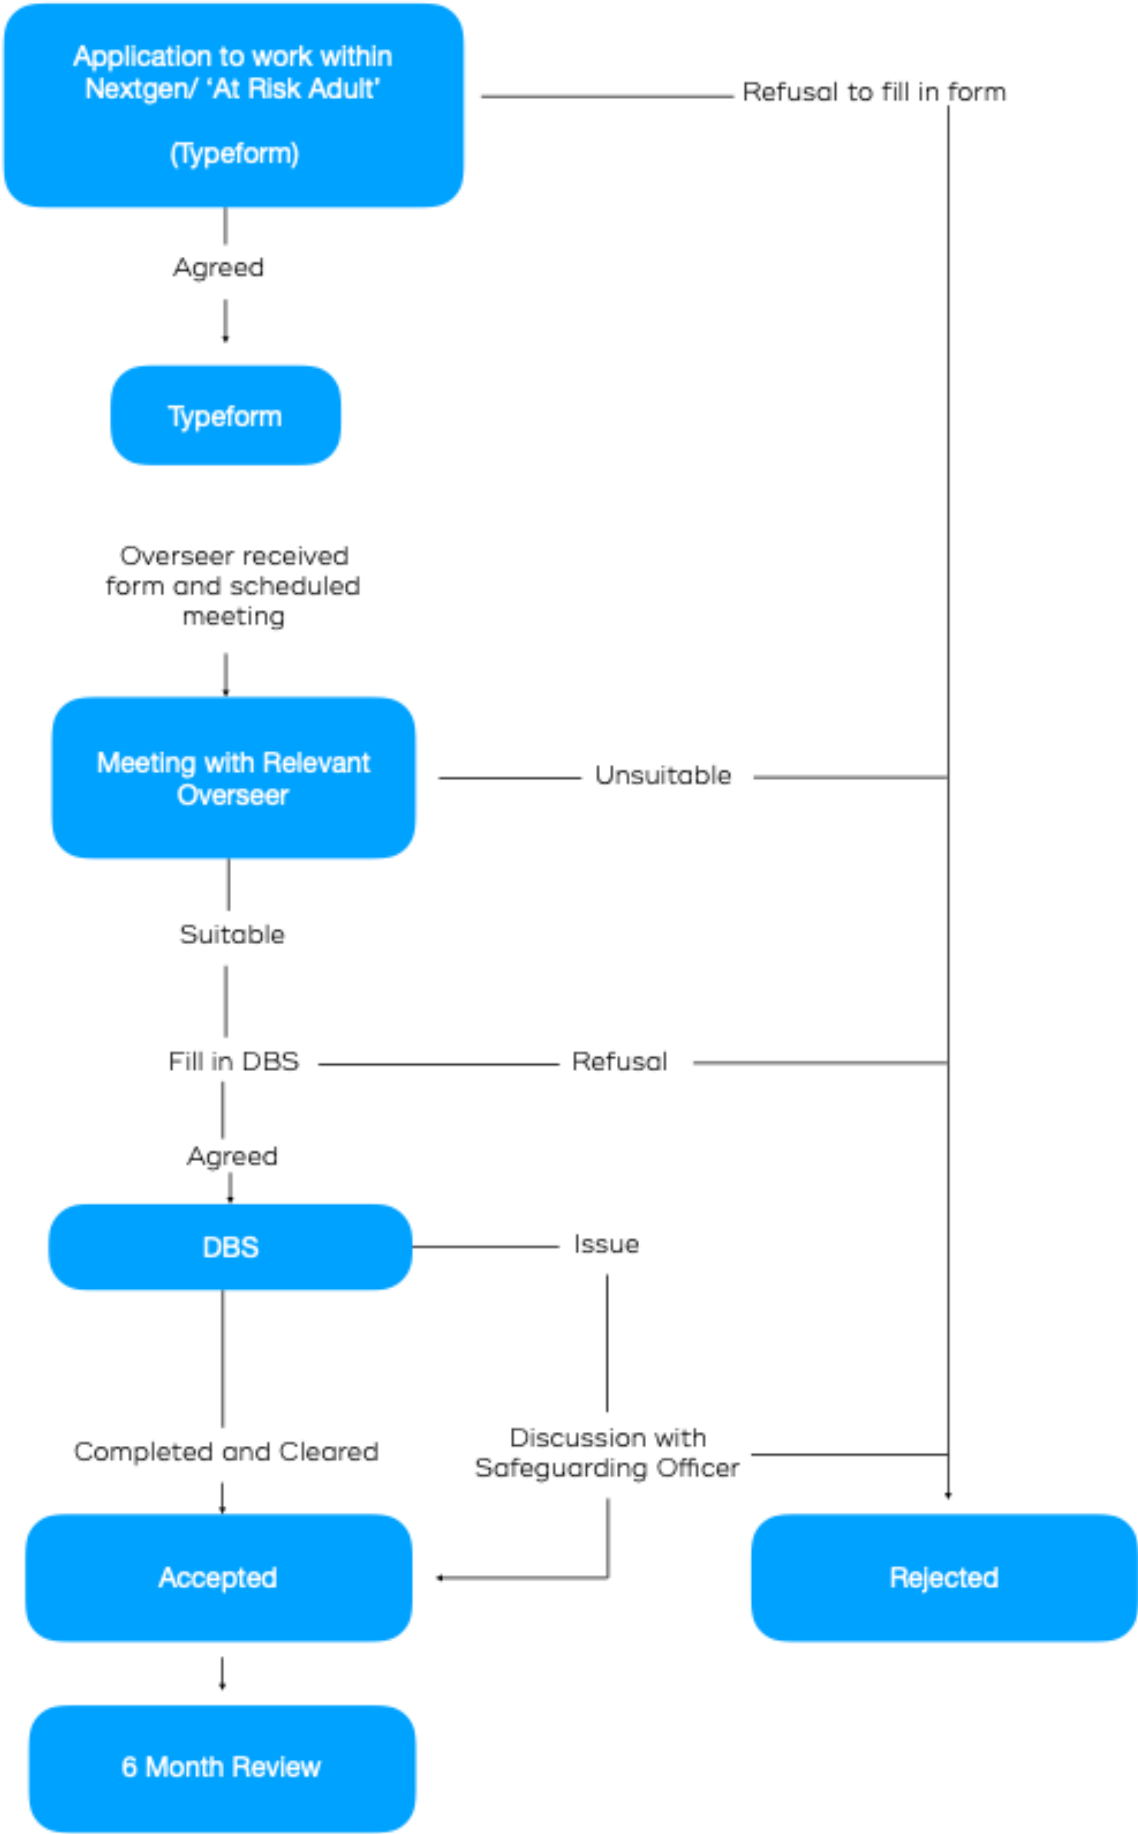 Application to work within
Nextgen/ ‘At Risk Adult’
(Typeform)
Refusal to fill in form
Agreed
Typeform
Overseer received
form and scheduled
meeting
Meeting with Relevant
Overseer
Unsuitable
Suitable
Fill in DBS
Refusal
Agreed
DBS
Issue
Completed and Cleared
Discussion with
Safeguarding Officer
Accepted
Rejected
6 Month Review